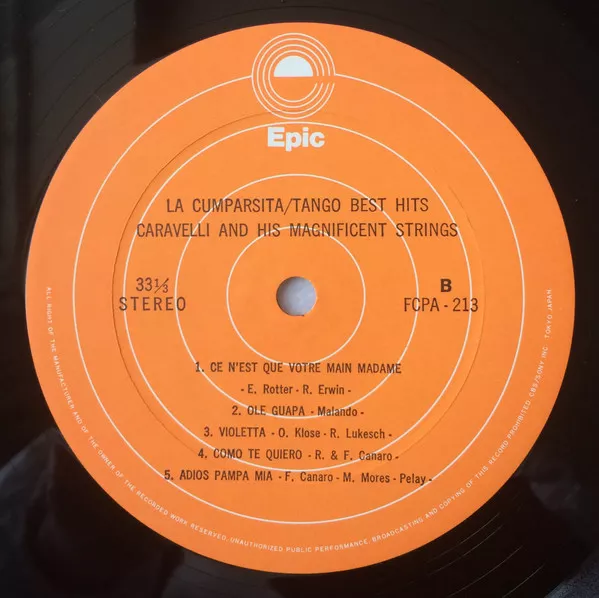 Epic
LA CUMPARSITA/TANGO BEST HITS
CARAVELLI AND HIS MAGNIFICENT STRINGS
33⅓
STEREO
B
FCPA - 213
1. CE N'EST QUE VOTRE MAIN MADAME
- E. Rotter - R. Erwin -
2. OLE GUAPA - Malando -
3. VIOLETTA - O. Klose - R. Lukesch -
4. COMO TE QUIERO - R. & F. Canaro -
5. ADIOS PAMPA MIA - F. Canaro - M. Mores - Pelay -
ALL RIGHT OF THE MANUFACTURER AND OF THE OWNER OF THE RECORDED WORK RESERVED. UNAUTHORIZED PUBLIC PERFORMANCE, BROADCASTING AND COPYING OF THIS RECORD PROHIBITED. CBS/SONY INC. TOKYO JAPAN.